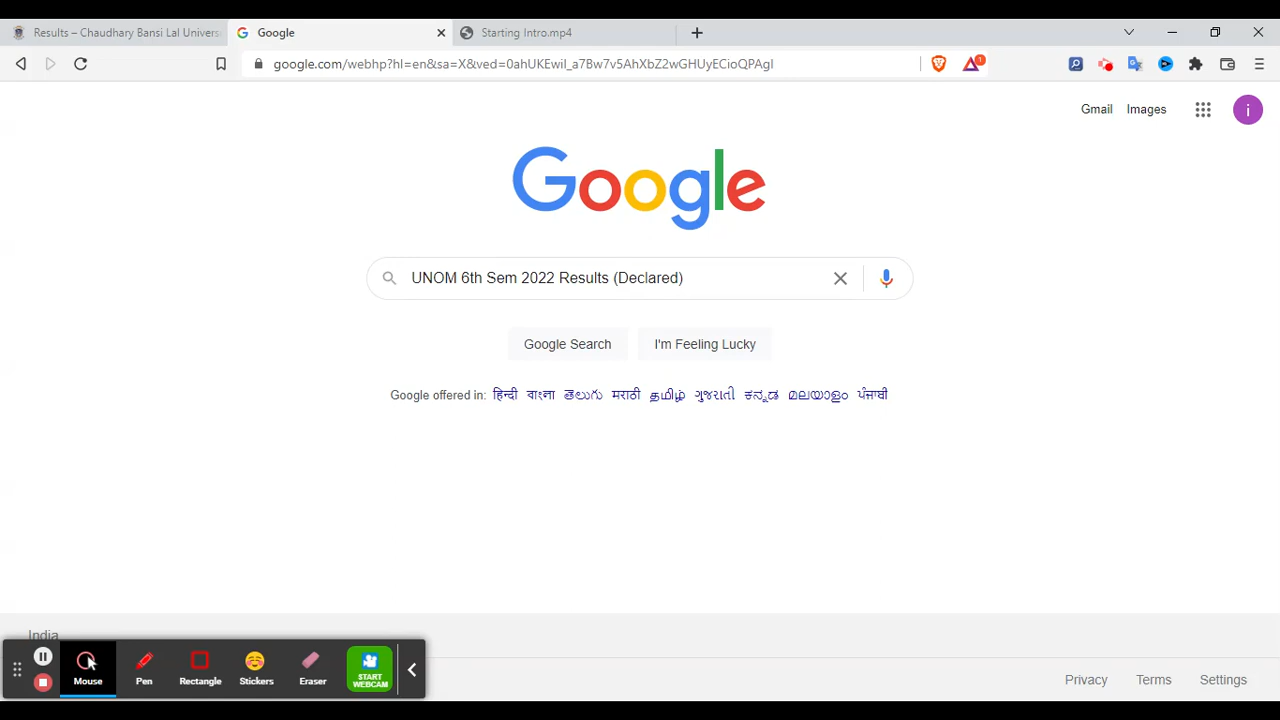 Results – Chaudhary Bansi Lal Univers
Google
Starting Intro.mp4
google.com/webhp?hl=en&sa=X&ved=0ahUKEwiI_a7Bw7v5AhXbZ2wGHUyECioQPAgI
1
Gmail
Images
i
Google
UNOM 6th Sem 2022 Results (Declared)
Google Search
I'm Feeling Lucky
Google offered in: हिन्दी বাংলা తెలుగు मराठी தமிழ் ગુજરાતી ಕನ್ನಡ മലയാളം ਪੰਜਾਬੀ
India
Mouse
Pen
Rectangle
Stickers
Eraser
START
WEBCAM
Privacy
Terms
Settings